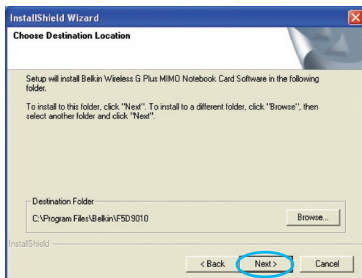 InstallShield Wizard
Choose Destination Location
Setup will install Belkin Wireless G Plus MIMO Notebook Card Software in the following
folder.
To install to this folder, click "Next". To install to a different folder, click "Browse", then
select another folder and click "Next".
Destination Folder
C:\Program Files\Belkin\F5D9010
Browse...
InstallShield
< Back
Next >
Cancel